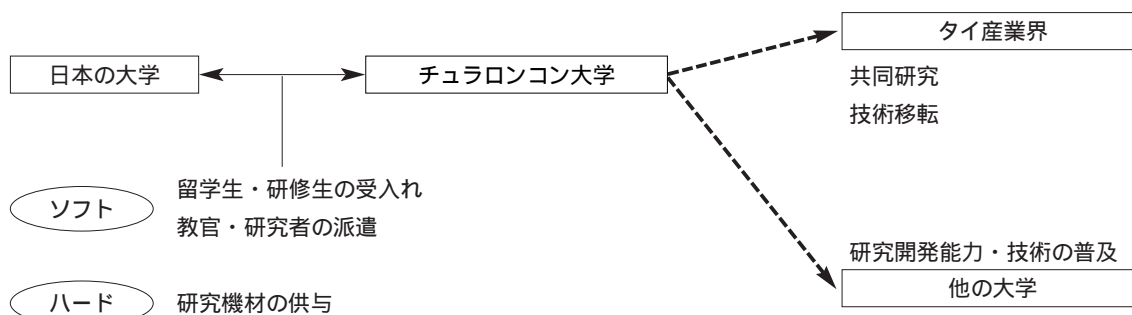 タイ産業界
日本の大学
チュラロンコン大学
共同研究
技術移転
ソフト
留学生・研修生の受入れ
教官・研究者の派遣
研究開発能力・技術の普及
他の大学
ハード
研究機材の供与